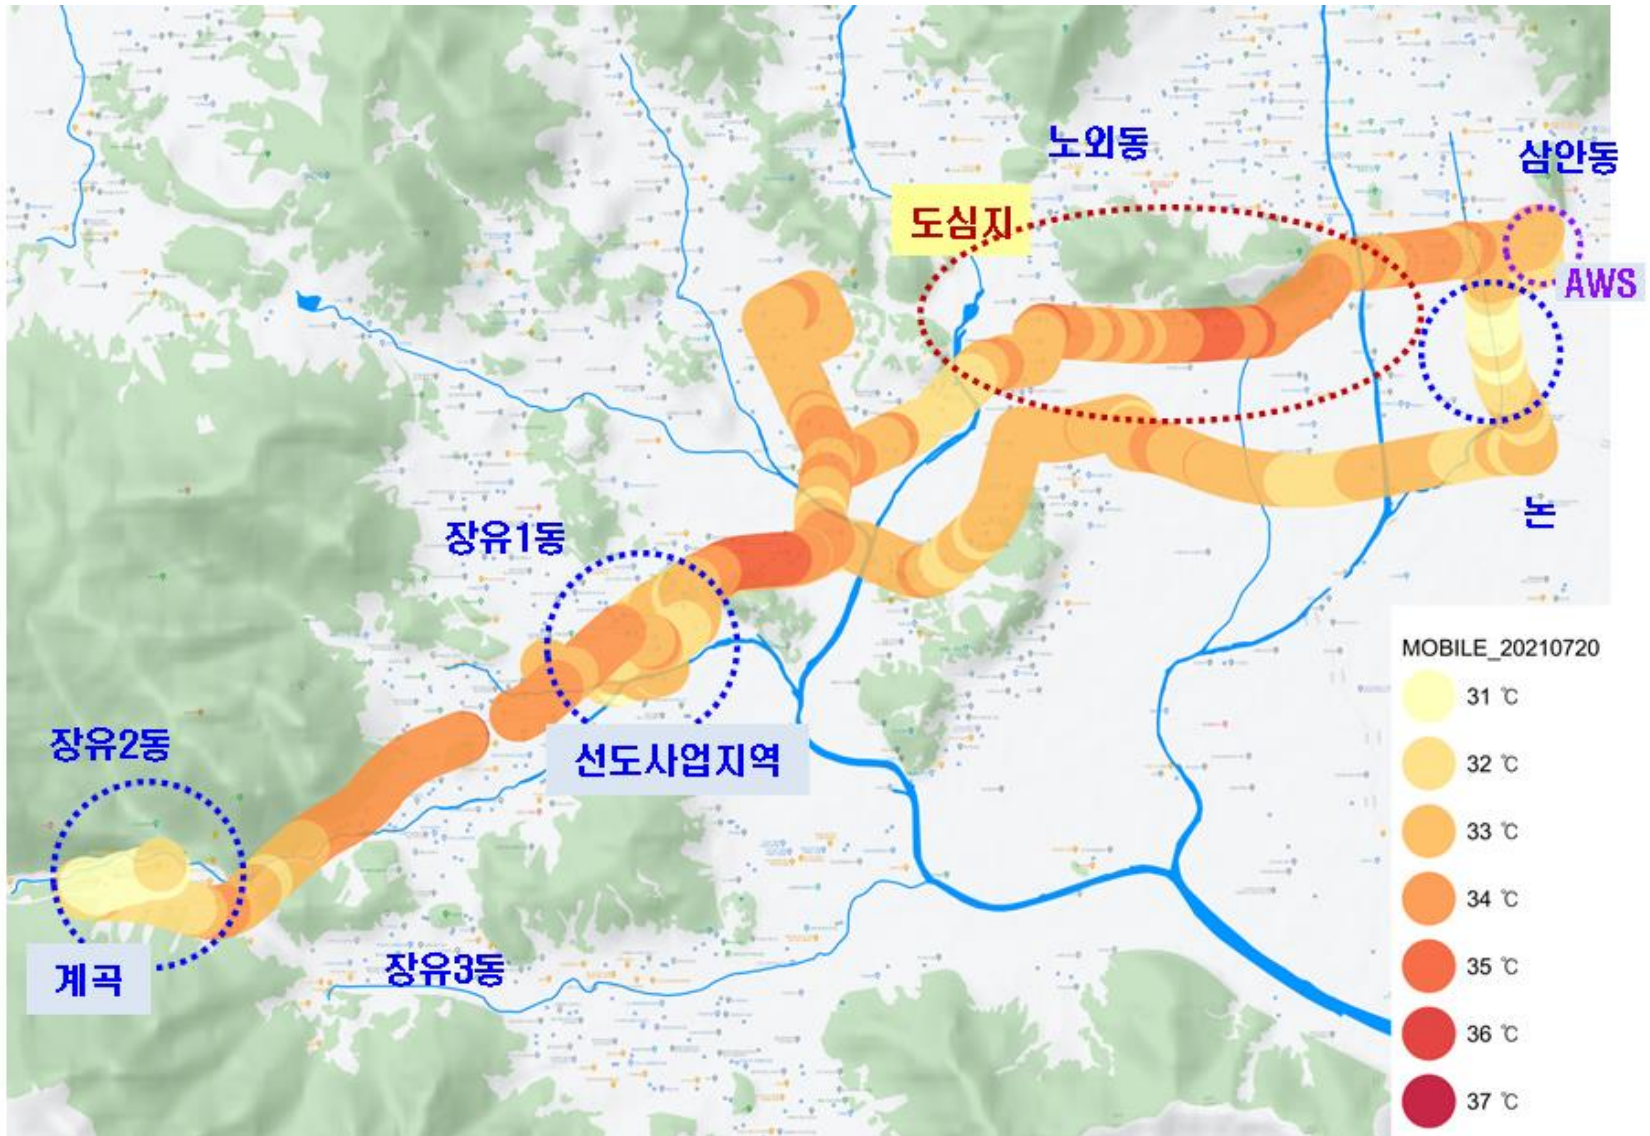 노외동
삼안동
도심지
AWS
논
장유1동
선도사업지역
장유2동
계곡
장유3동
MOBILE_20210720
31 ℃
32 ℃
33 ℃
34 ℃
35 ℃
36 ℃
37 ℃